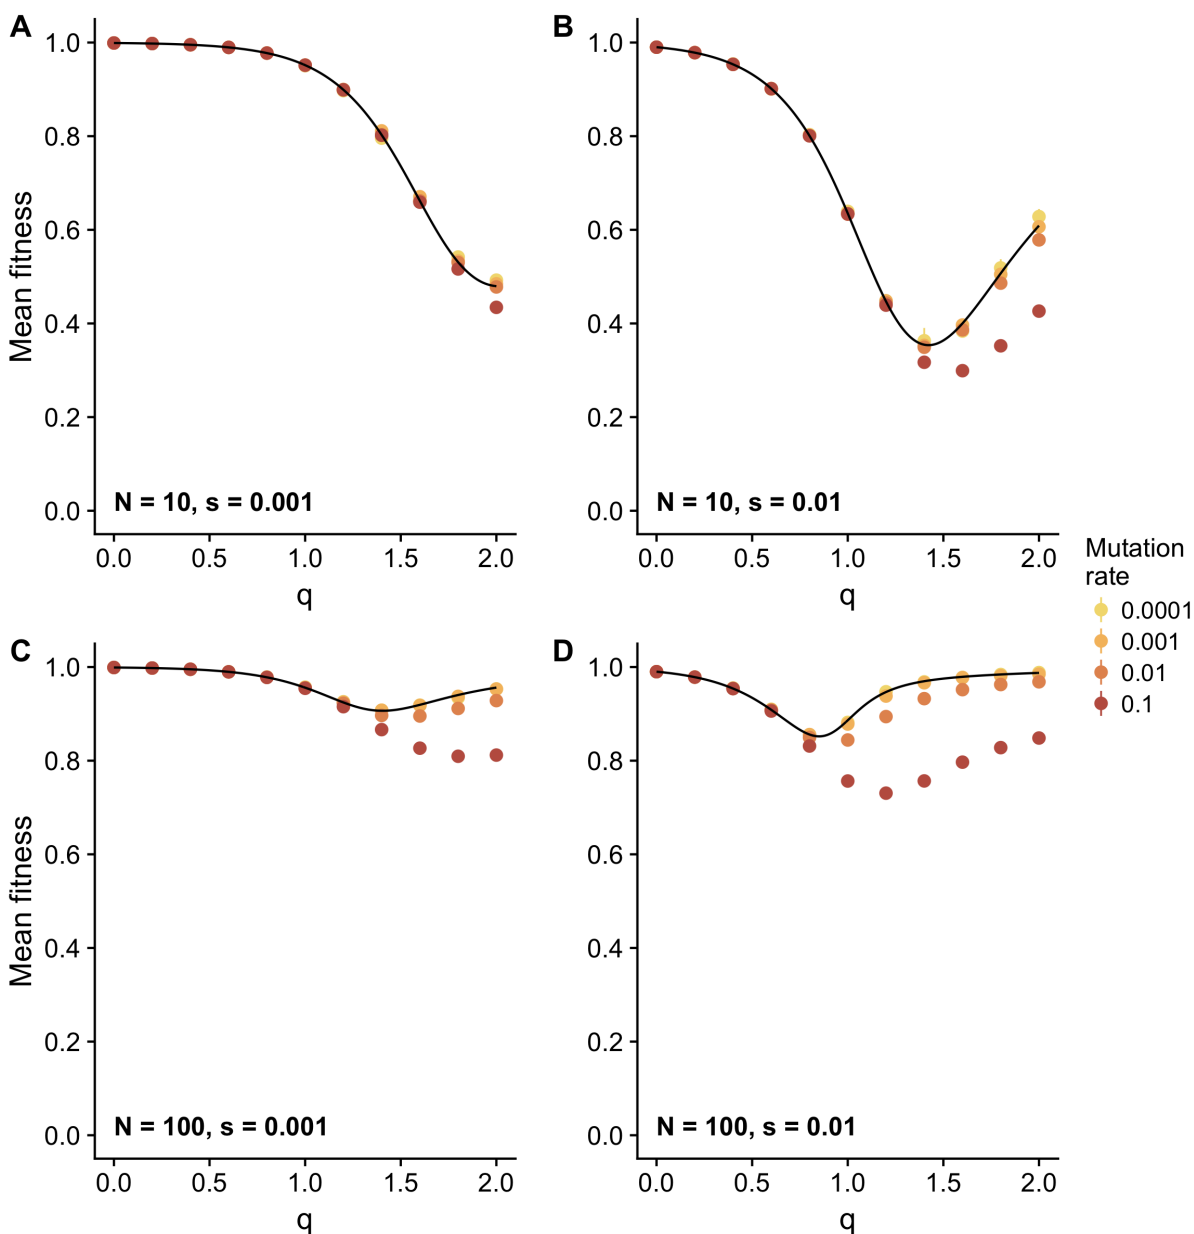 A
1.0
0.8
0.6
0.4
0.2
0.0
Mean fitness
N = 10, s = 0.001
0.0 0.5 1.0 1.5 2.0
q
B
1.0
0.8
0.6
0.4
0.2
0.0
N = 10, s = 0.01
0.0 0.5 1.0 1.5 2.0
q
Mutation
rate
0.0001
0.001
0.01
0.1
C
1.0
0.8
0.6
0.4
0.2
0.0
Mean fitness
N = 100, s = 0.001
0.0 0.5 1.0 1.5 2.0
q
D
1.0
0.8
0.6
0.4
0.2
0.0
N = 100, s = 0.01
0.0 0.5 1.0 1.5 2.0
q